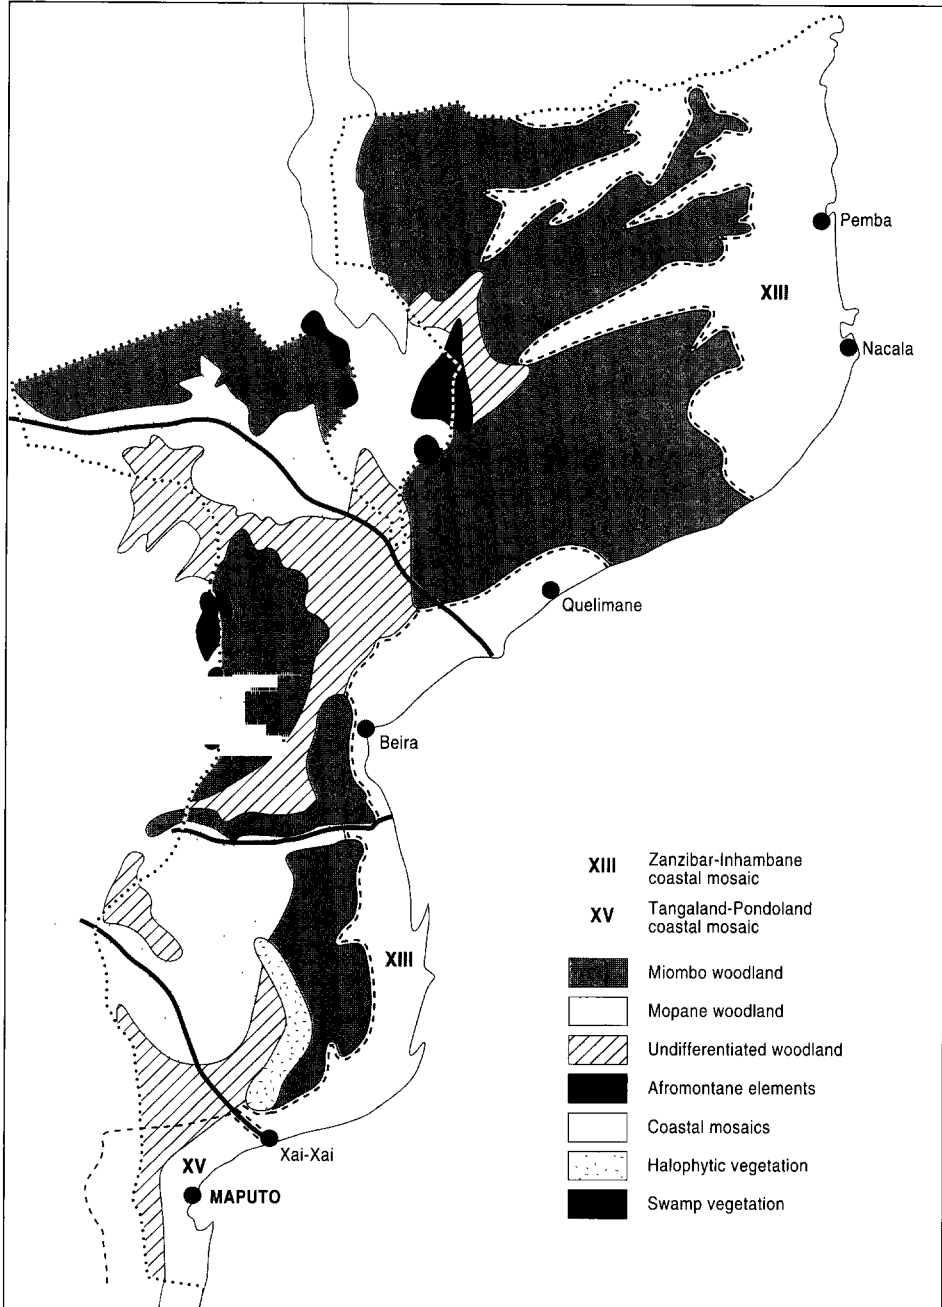 Pemba
XIII
Nacala
Quelimane
Beira
XIII
Xai-Xai
XV
MAPUTO
XIII Zanzibar-Inhambane
coastal mosaic
XV Tangaland-Pondoland
coastal mosaic
Miombo woodland
Mopane woodland
Undifferentiated woodland
Afromontane elements
Coastal mosaics
Halophytic vegetation
Swamp vegetation